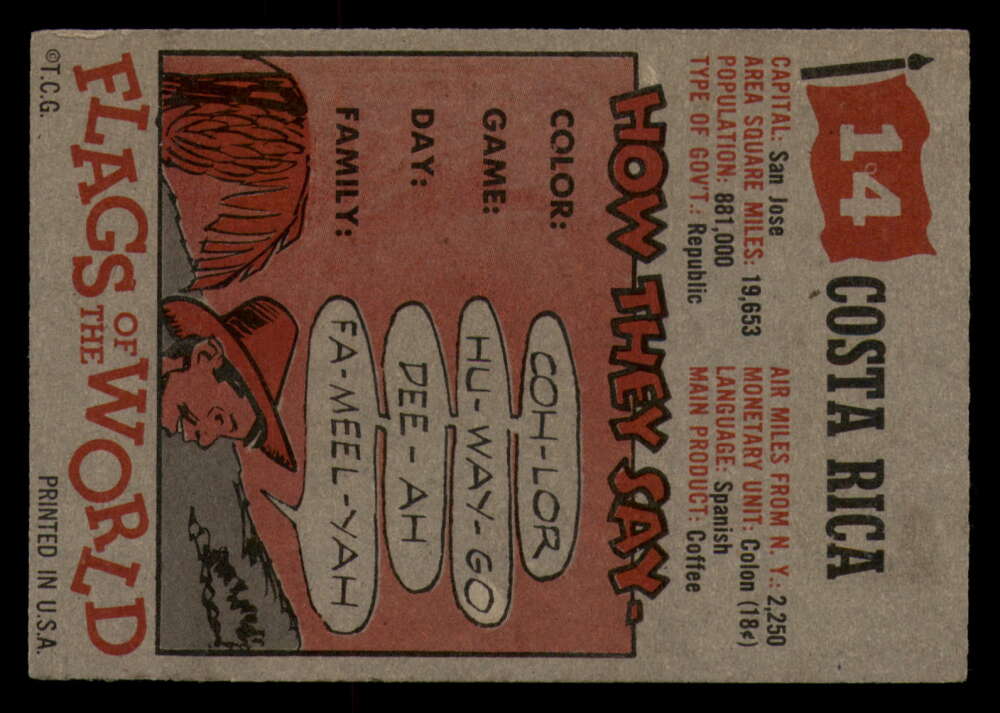 14
COSTA RICA
CAPITAL: San Jose
AREA SQUARE MILES: 19,653
POPULATION: 881,000
TYPE OF GOV'T.: Republic
AIR MILES FROM N. Y.: 2,250
MONETARY UNIT: Colon (18¢)
LANGUAGE: Spanish
MAIN PRODUCT: Coffee
HOW THEY SAY.
COLOR: COH-LOR
GAME: HU-WAY-GO
DAY: DEE-AH
FAMILY: FA-MEEL-YAH
FLAGS OF THE WORLD
©T.C.G.
PRINTED IN U.S.A.